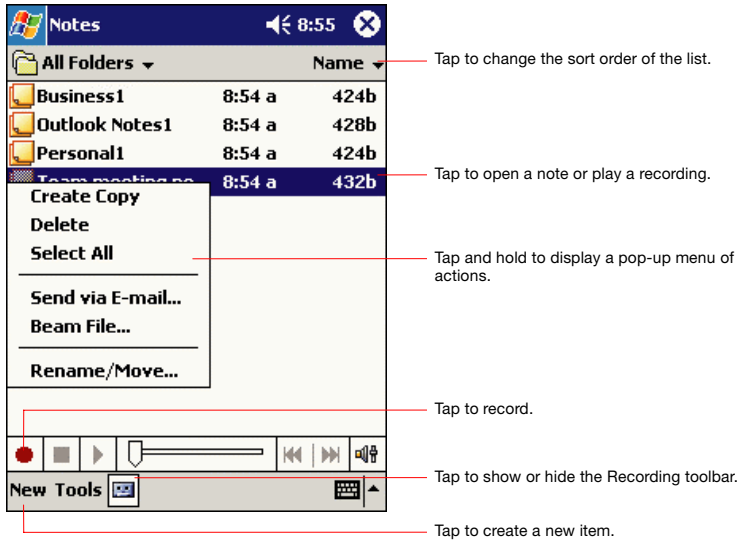 Notes 8:55
All Folders Name
Tap to change the sort order of the list.
Business1 8:54 a 424b
Outlook Notes1 8:54 a 428b
Personal1 8:54 a 424b
Team meeting no 8:54 a 432b
Tap to open a note or play a recording.
Create Copy
Delete
Select All
Tap and hold to display a pop-up menu of
actions.
Send via E-mail...
Beam File...
Rename/Move...
Tap to record.
Tap to show or hide the Recording toolbar.
New Tools
Tap to create a new item.